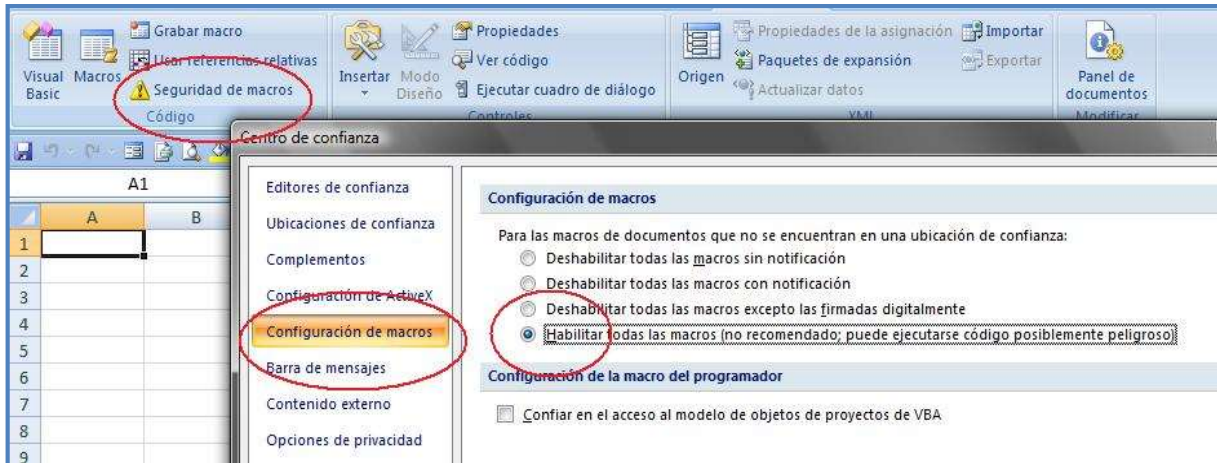 Visual Basic
Macros
Grabar macro
Usar referencias relativas
Seguridad de macros
Código
Insertar
Modo Diseño
Propiedades
Ver código
Ejecutar cuadro de diálogo
Controles
Origen
Propiedades de la asignación
Paquetes de expansión
Actualizar datos
Importar
Exportar
XML
Panel de documentos
Modificar
A1
A
B
1
2
3
4
5
6
7
8
9
Centro de confianza
Editores de confianza
Ubicaciones de confianza
Complementos
Configuración de ActiveX
Configuración de macros
Barra de mensajes
Contenido externo
Opciones de privacidad
Configuración de macros
Para las macros de documentos que no se encuentran en una ubicación de confianza:
Deshabilitar todas las macros sin notificación
Deshabilitar todas las macros con notificación
Deshabilitar todas las macros excepto las firmadas digitalmente
Habilitar todas las macros (no recomendado; puede ejecutarse código posiblemente peligroso)
Configuración de la macro del programador
Confiar en el acceso al modelo de objetos de proyectos de VBA